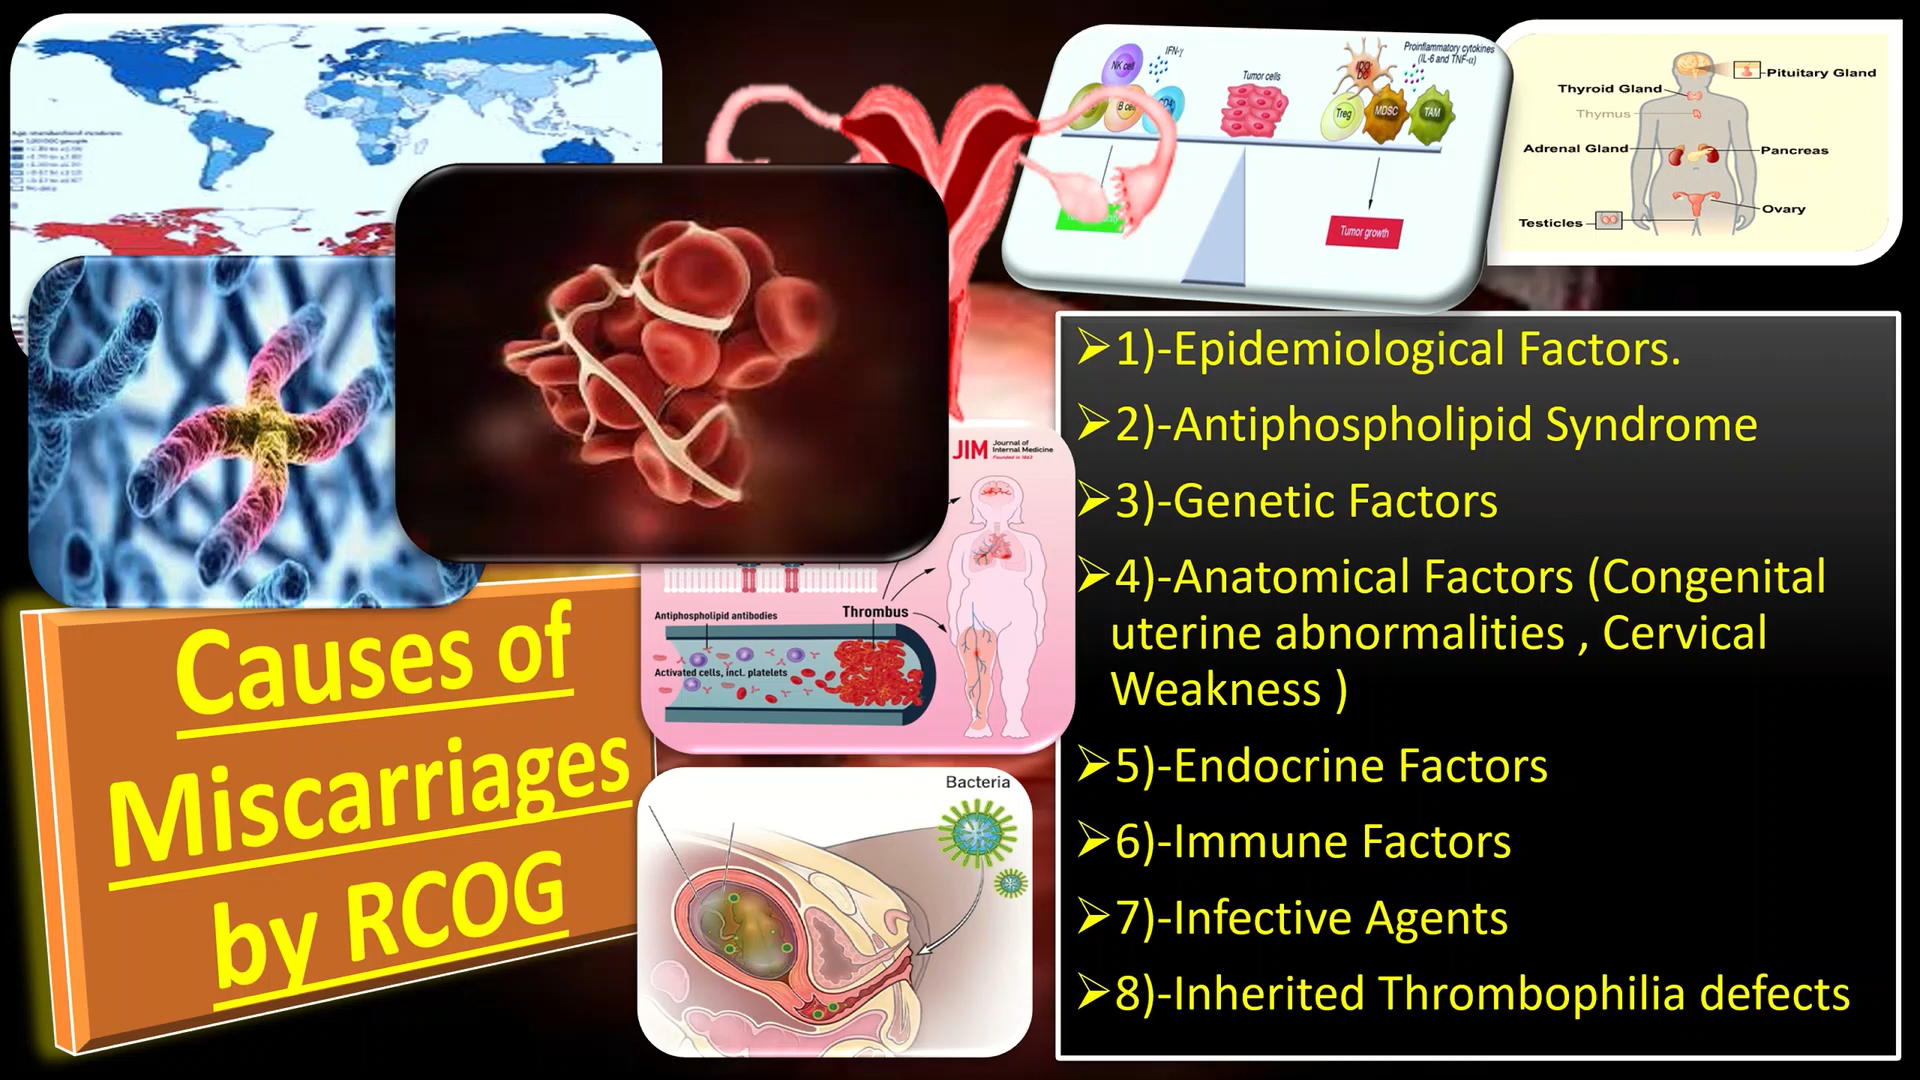 IFN-γ
NK cell
B cell
Tumor cells
Proinflammatory cytokines
(IL-6 and TNF-α)
Treg
MDSC
TAM
Tumor growth
Pituitary Gland
Thyroid Gland
Thymus
Adrenal Gland
Pancreas
Ovary
Testicles
JIM
Journal of
Internal Medicine
Founded in 1863
Antiphospholipid antibodies
Thrombus
Activated cells, incl. platelets
Bacteria
Causes of
Miscarriages
by RCOG
➢1)-Epidemiological Factors.
➢2)-Antiphospholipid Syndrome
➢3)-Genetic Factors
➢4)-Anatomical Factors (Congenital
uterine abnormalities , Cervical
Weakness )
➢5)-Endocrine Factors
➢6)-Immune Factors
➢7)-Infective Agents
➢8)-Inherited Thrombophilia defects